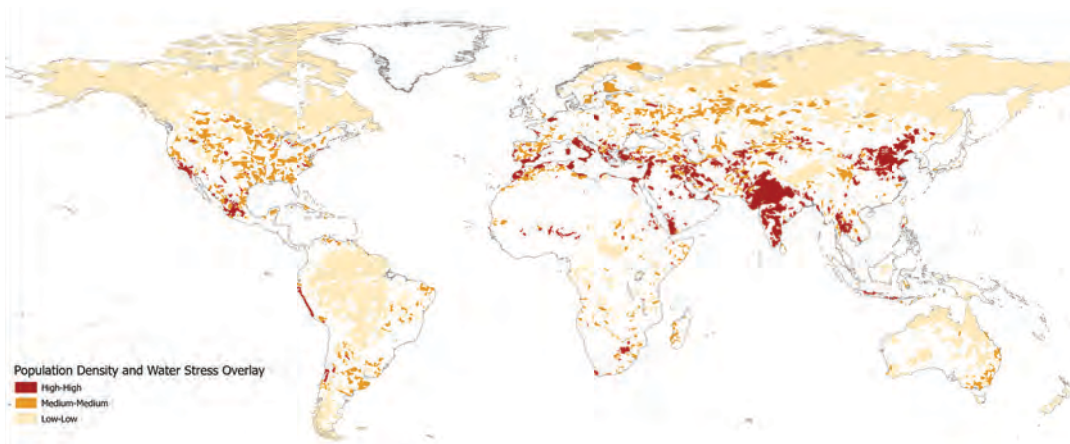 Population Density and Water Stress Overlay
High-High
Medium-Medium
Low-Low